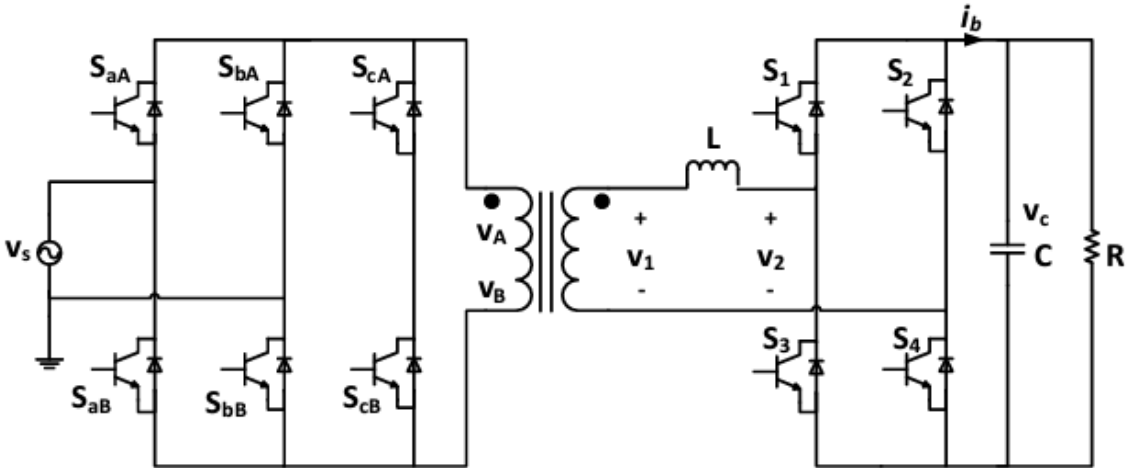 i_b
S_aA
S_bA
S_cA
S_1
S_2
L
v_s
v_A
v_B
+
v_1
-
+
v_2
-
v_c
C
R
S_aB
S_bB
S_cB
S_3
S_4